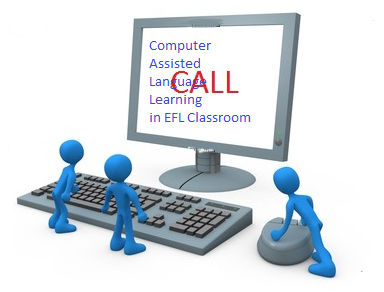 Computer
Assisted
Language
CALL
Learning
in EFL Classroom